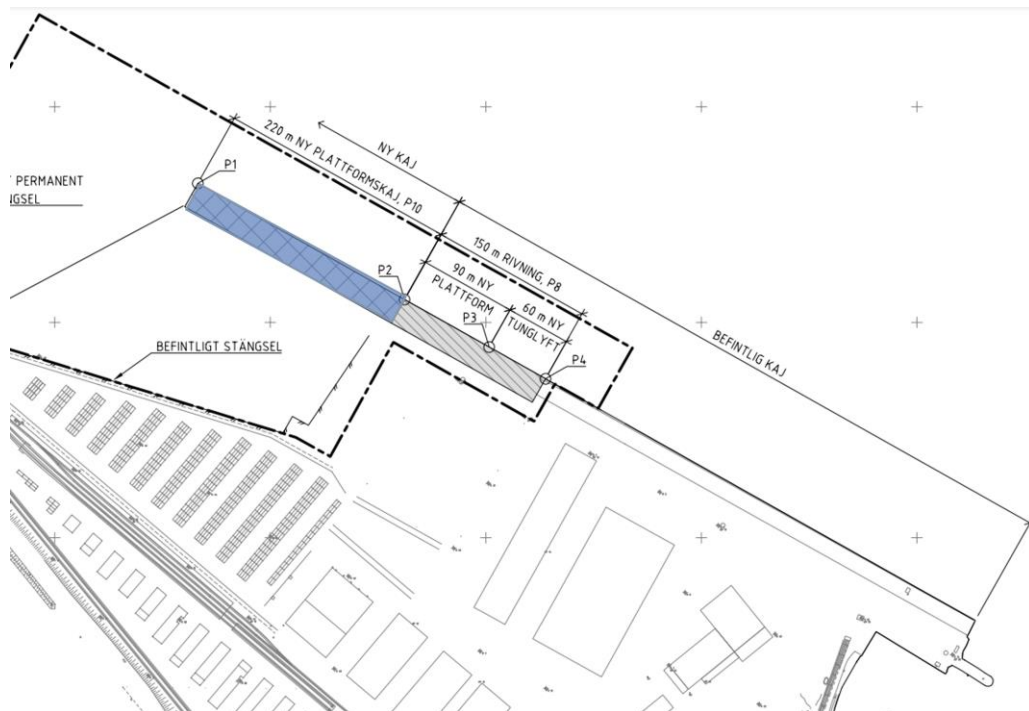 220 m NY PLATTFORMSKAJ, P10
NY KAJ
P1
PERMANENT
NGSEL
150 m RIVNING, P8
P2
90 m NY
PLATTFORM
60 m NY
TUNGLYFT
P3
P4
BEFINTLIG KAJ
BEFINTLIGT STÄNGSEL